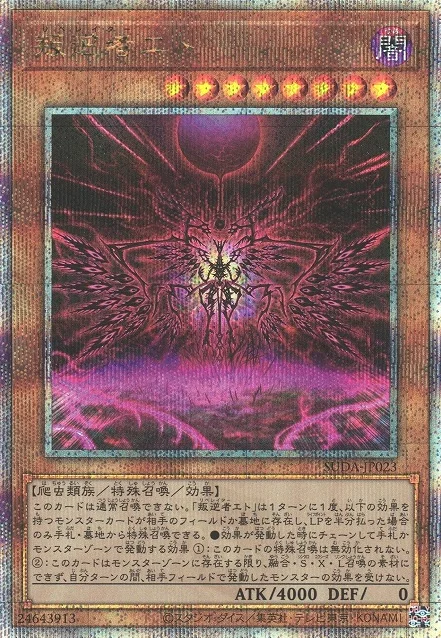 叛逆者エト
闇
SUDA-JP023
【爬虫類族／特殊召喚／効果】
このカードは通常召喚できない。「叛逆者エト」は1ターンに1度、以下の効果を
持つモンスターカードが相手のフィールドか墓地に存在し、LPを半分払った場合
のみ手札・墓地から特殊召喚できる。●効果が発動した時にチェーンして手札か
モンスターゾーンで発動する効果 ①：このカードの特殊召喚は無効化されない。
②：このカードはモンスターゾーンに存在する限り、融合・S・X・L召喚の素材に
できず、自分ターンの間、相手フィールドで発動したモンスターの効果を受けない。
ATK/4000 DEF/ 0
24643913
©スタジオ・ダイス/集英社・テレビ東京・KONAMI